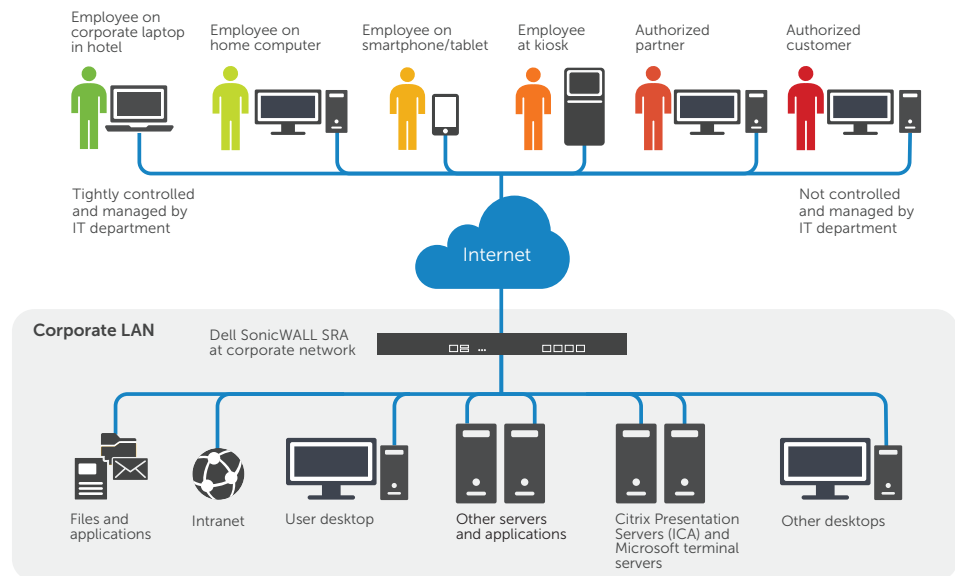 Employee on
corporate laptop
in hotel
Employee on
home computer
Employee on
smartphone/tablet
Employee
at kiosk
Authorized
partner
Authorized
customer
Tightly controlled
and managed by
IT department
Not controlled
and managed by
IT department
Internet
Corporate LAN
Dell SonicWALL SRA
at corporate network
Files and
applications
Intranet
User desktop
Other servers
and applications
Citrix Presentation
Servers (ICA) and
Microsoft terminal
servers
Other desktops